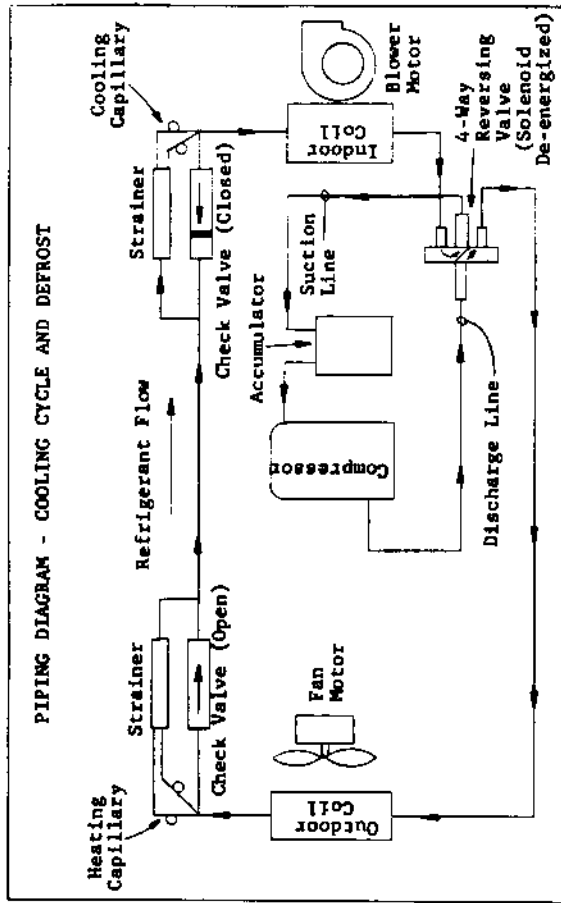 PIPING DIAGRAM - COOLING CYCLE AND DEFROST
Heating
Capillary
Strainer
Check Valve (Open)
Refrigerant Flow
Strainer
Check Valve (Closed)
Cooling
Capillary
Outdoor
Coil
Fan
Motor
Compressor
Accumulator
Suction
Line
Discharge Line
Indoor
Coil
Blower
Motor
4-Way
Reversing
Valve
(Solenoid
De-energized)